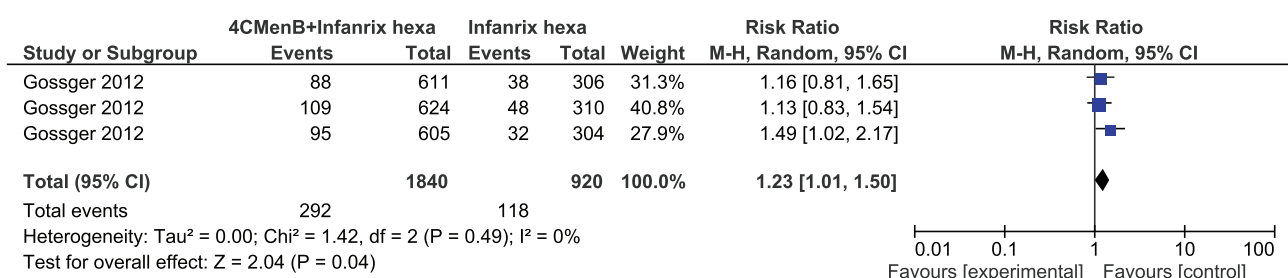 4CMenB+Infanrix hexa Infanrix hexa Risk Ratio Risk Ratio
Study or Subgroup Events Total Events Total Weight M-H, Random, 95% CI M-H, Random, 95% CI
Gossger 2012 88 611 38 306 31.3% 1.16 [0.81, 1.65]
Gossger 2012 109 624 48 310 40.8% 1.13 [0.83, 1.54]
Gossger 2012 95 605 32 304 27.9% 1.49 [1.02, 2.17]
Total (95% CI) 1840 920 100.0% 1.23 [1.01, 1.50]
Total events 292 118
Heterogeneity: Tau² = 0.00; Chi² = 1.42, df = 2 (P = 0.49); I² = 0%
0.01 0.1 1 10 100
Test for overall effect: Z = 2.04 (P = 0.04)
Favours [experimental] Favours [control]